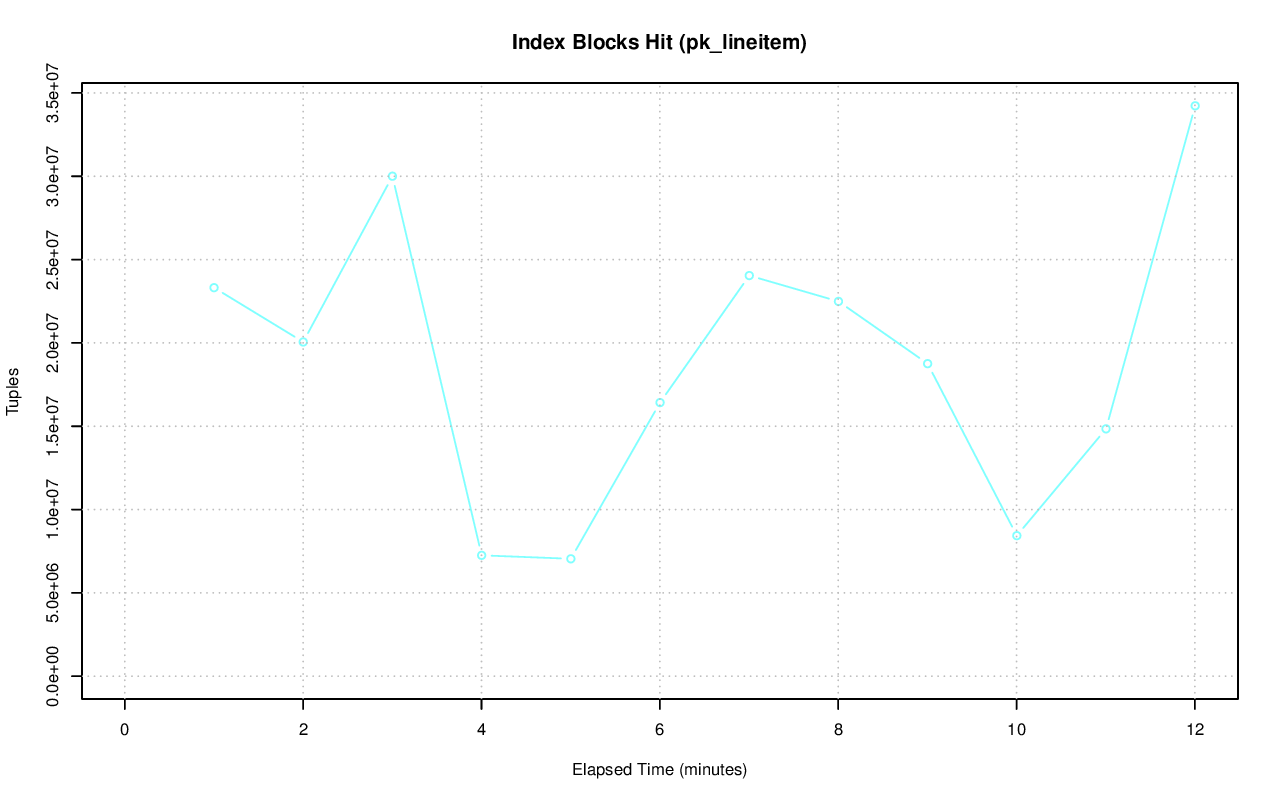 Index Blocks Hit (pk_lineitem)
3.5e+07
3.0e+07
2.5e+07
2.0e+07
1.5e+07
1.0e+07
5.0e+06
0.0e+00
Tuples
0 2 4 6 8 10 12
Elapsed Time (minutes)